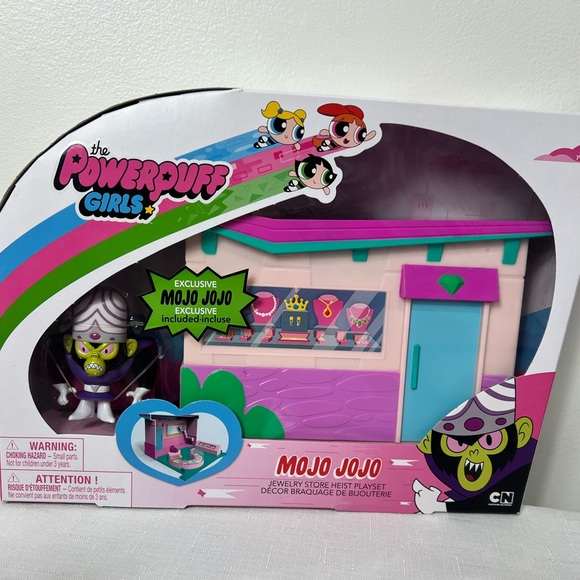 the
POWERPUFF
GIRLS
EXCLUSIVE
MOJO JOJO
EXCLUSIVE
included·incluse
WARNING:
CHOKING HAZARD — Small parts.
Not for children under 3 years.
ATTENTION !
RISQUE D'ÉTOUFFEMENT — Contient de petits éléments.
Ne convient pas aux enfants de moins de 3 ans.
MOJO JOJO
JEWELRY STORE HEIST PLAYSET
DÉCOR BRAQUAGE DE BIJOUTERIE
CN